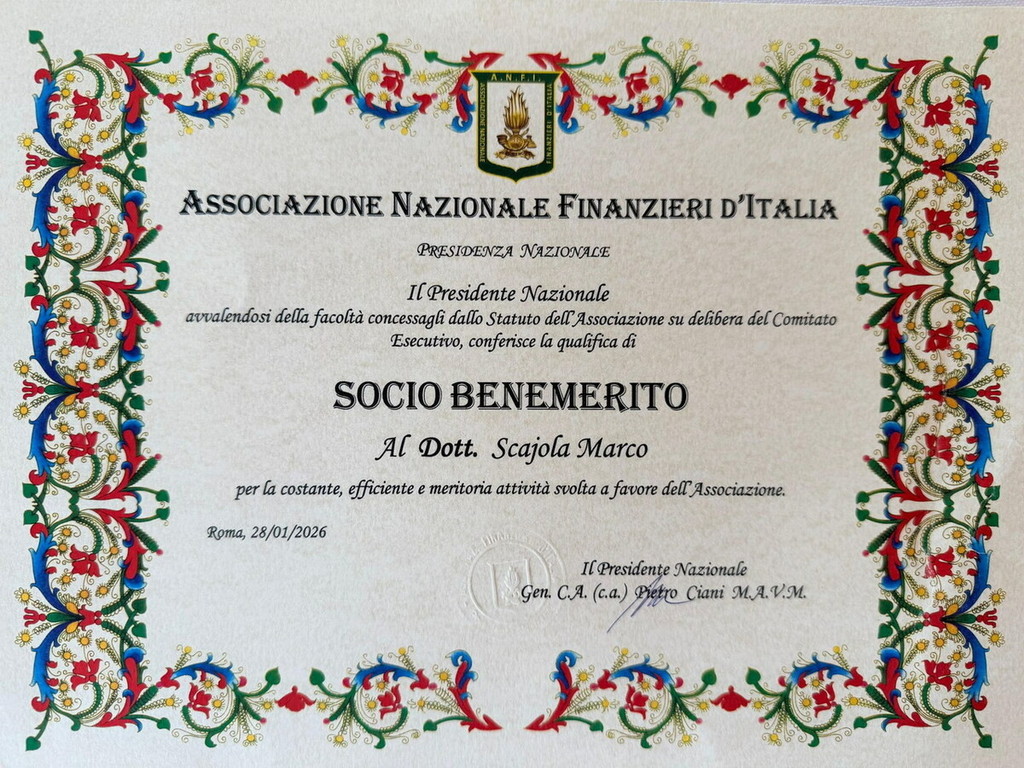 A.N.F.I.
ASSOCIAZIONE NAZIONALE
FINANZIERI D'ITALIA
ASSOCIAZIONE NAZIONALE FINANZIERI D'ITALIA
PRESIDENZA NAZIONALE
Il Presidente Nazionale
avvalendosi della facoltà concessagli dallo Statuto dell'Associazione su delibera del Comitato
Esecutivo, conferisce la qualifica di
SOCIO BENEMERITO
Al Dott. Scajola Marco
per la costante, efficiente e meritoria attività svolta a favore dell'Associazione.
Roma, 28/01/2026
Il Presidente Nazionale
Gen. C.A. (c.a.) Pietro Ciani M.A.V.M.